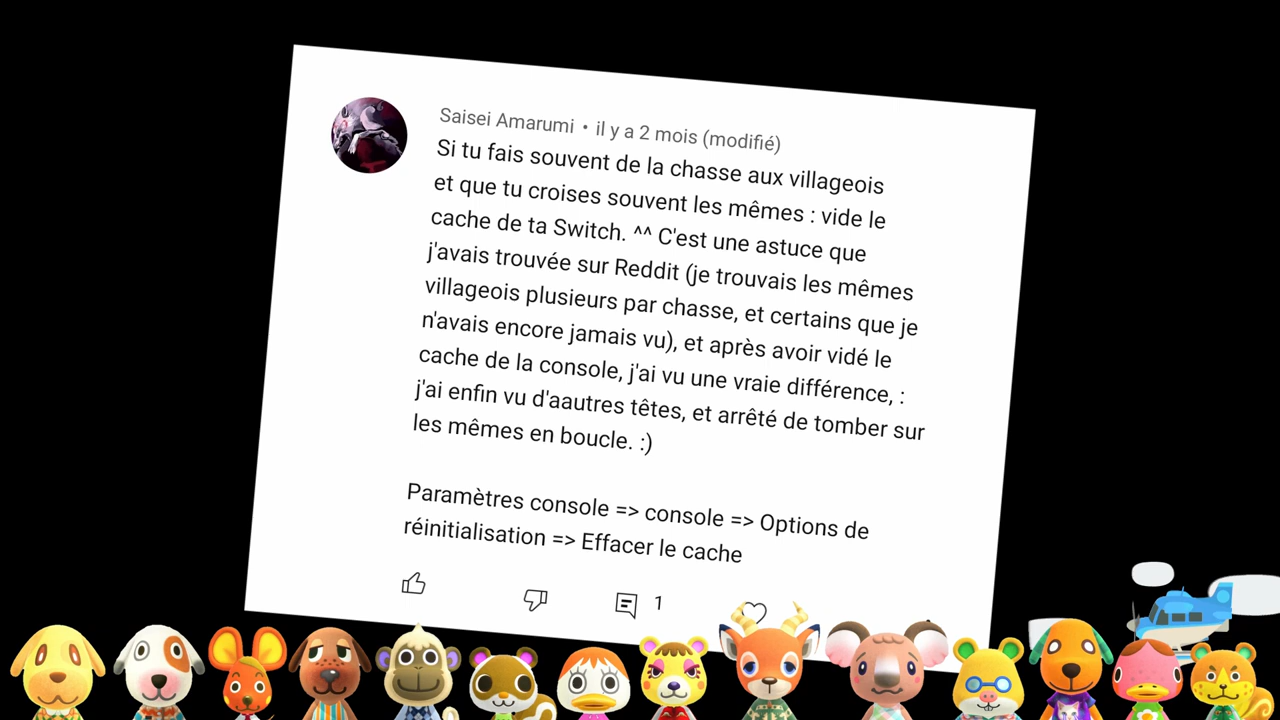 Saisei Amarumi • il y a 2 mois (modifié)
Si tu fais souvent de la chasse aux villageois
et que tu croises souvent les mêmes : vide le
cache de ta Switch. ^^ C'est une astuce que
j'avais trouvée sur Reddit (je trouvais les mêmes
villageois plusieurs par chasse, et certains que je
n'avais encore jamais vu), et après avoir vidé le
cache de la console, j'ai vu une vraie différence, :
j'ai enfin vu d'aautres têtes, et arrêté de tomber sur
les mêmes en boucle. :)
Paramètres console => console => Options de
réinitialisation => Effacer le cache
1